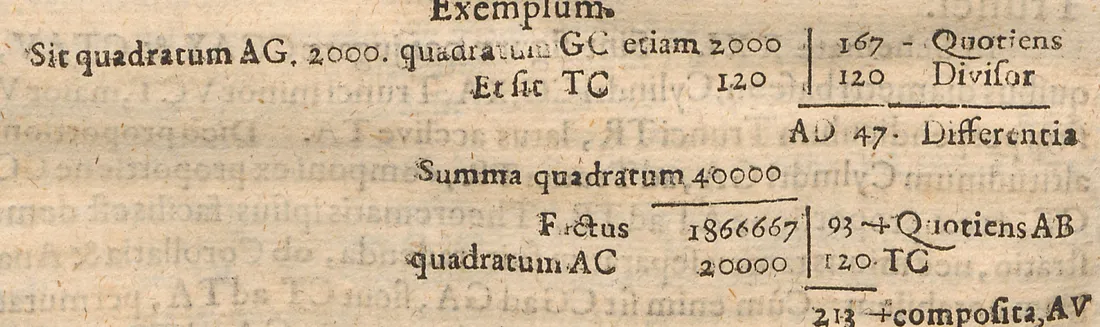 Exemplum.
Sit quadratum AG. 2000. quadratum GC etiam 2000 | 167 - Quotiens
Et sit TC 120 | 120 Divisor
AD 47. Differentia
Summa quadratum 40000
Factus 1866667 | 93 + Quotiens AB
quadratum AC 20000 | 120 TC
213 + composita, AV